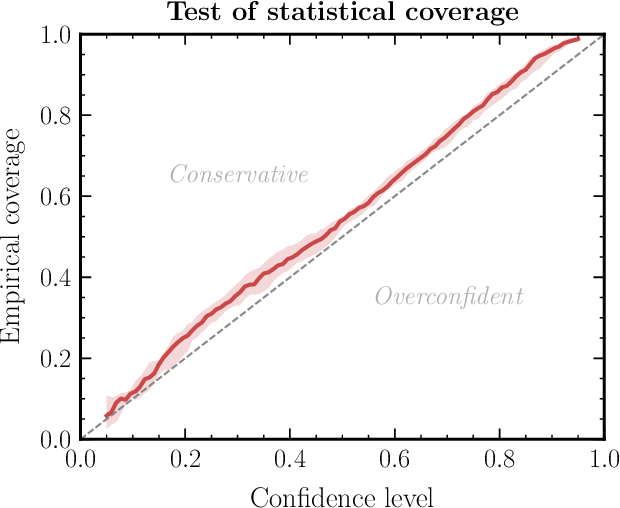 Test of statistical coverage
1.0
0.8
0.6
0.4
0.2
0.0
Empirical coverage
Conservative
Overconfident
0.0 0.2 0.4 0.6 0.8 1.0
Confidence level